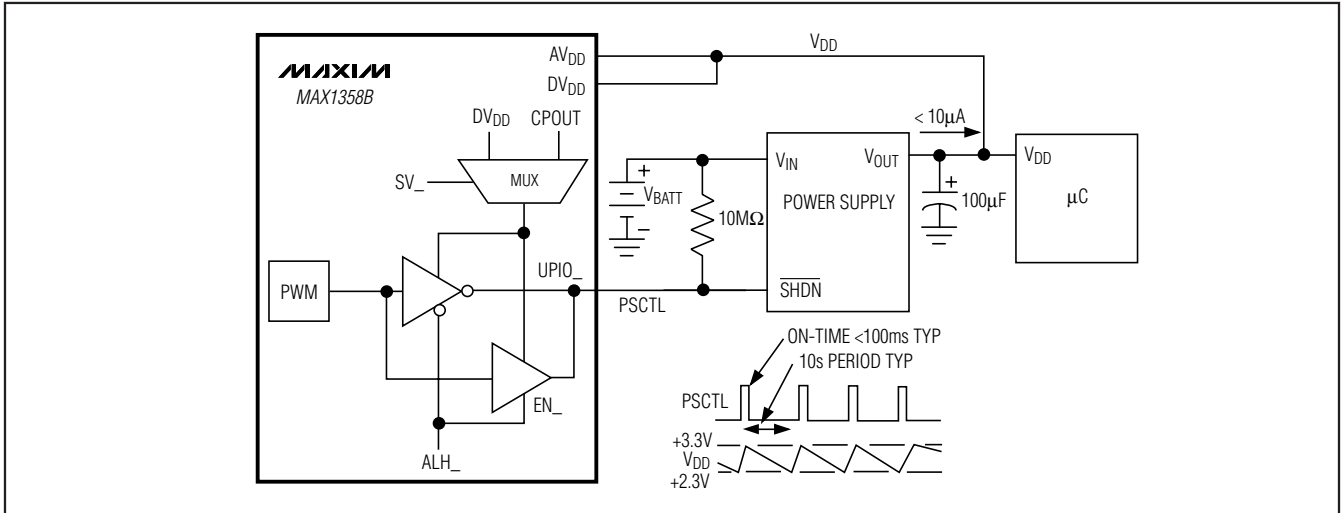 MAXIM
MAX1358B
AVDD
DVDD
VDD
DVDD CPOUT
SV_
MUX
PWM
UPIO_
EN_
ALH_
PSCTL
VBATT
10MΩ
VIN
VOUT
POWER SUPPLY
SHDN
< 10µA
100µF
VDD
µC
ON-TIME <100ms TYP
10s PERIOD TYP
PSCTL
+3.3V
VDD
+2.3V